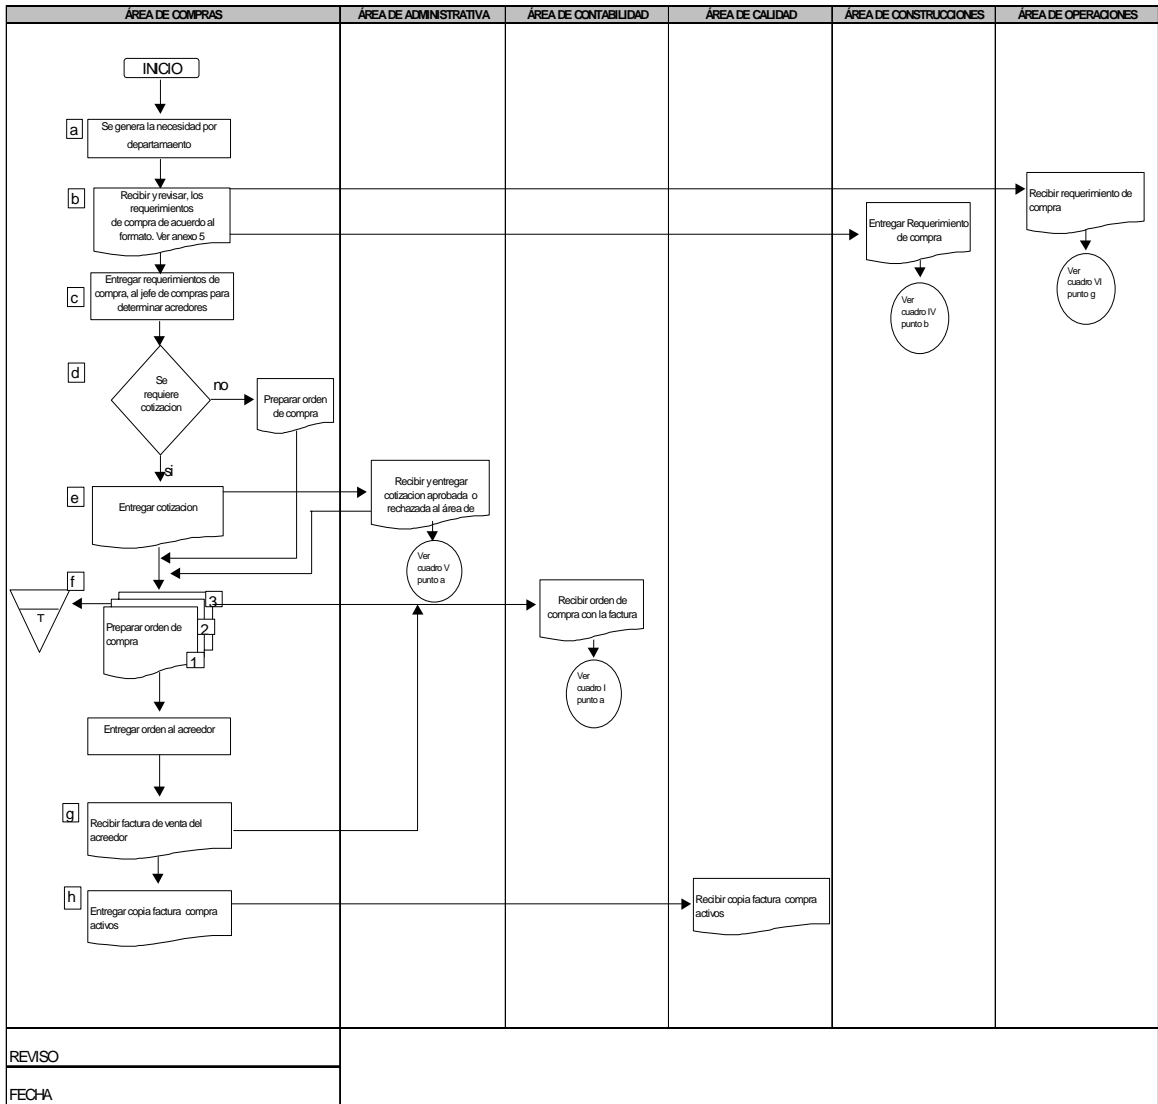 ÁREA DE COMPRAS
ÁREA DE ADMINISTRATIVA
ÁREA DE CONTABILIDAD
ÁREA DE CALIDAD
ÁREA DE CONSTRUCCIONES
ÁREA DE OPERACIONES
INICIO
a
Se genera la necesidad por
departamaento
b
Recibir y revisar, los
requerimientos
de compra de acuerdo al
formato. Ver anexo 5
Recibir requerimiento de
compra
Entregar Requerimiento
de compra
Ver
cuadro VI
punto g
Ver
cuadro IV
punto b
c
Entregar requerimientos de
compra, al jefe de compras para
determinar acredores
d
Se
requiere
cotizacion
no
Preparar orden
de compra
si
e
Entregar cotizacion
Recibir y entregar
cotizacion aprobada o
rechazada al área de
Ver
cuadro V
punto a
f
T
3
2
1
Preparar orden de
compra
Recibir orden de
compra con la factura
Ver
cuadro I
punto a
Entregar orden al acreedor
g
Recibir factura de venta del
acreedor
h
Entregar copia factura compra
activos
Recibir copia factura compra
activos
REVISO
FECHA